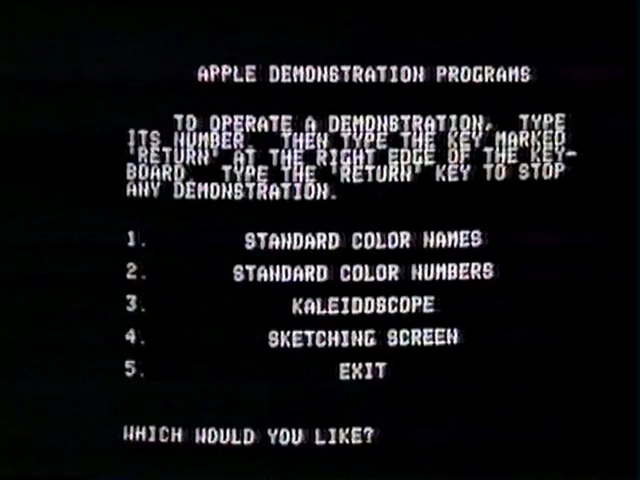 APPLE DEMONSTRATION PROGRAMS
TO OPERATE A DEMONSTRATION, TYPE
ITS NUMBER. THEN TYPE THE KEY MARKED
'RETURN' AT THE RIGHT EDGE OF THE KEY-
BOARD. TYPE THE 'RETURN' KEY TO STOP
ANY DEMONSTRATION.
1. STANDARD COLOR NAMES
2. STANDARD COLOR NUMBERS
3. KALEIDOSCOPE
4. SKETCHING SCREEN
5. EXIT
WHICH WOULD YOU LIKE?